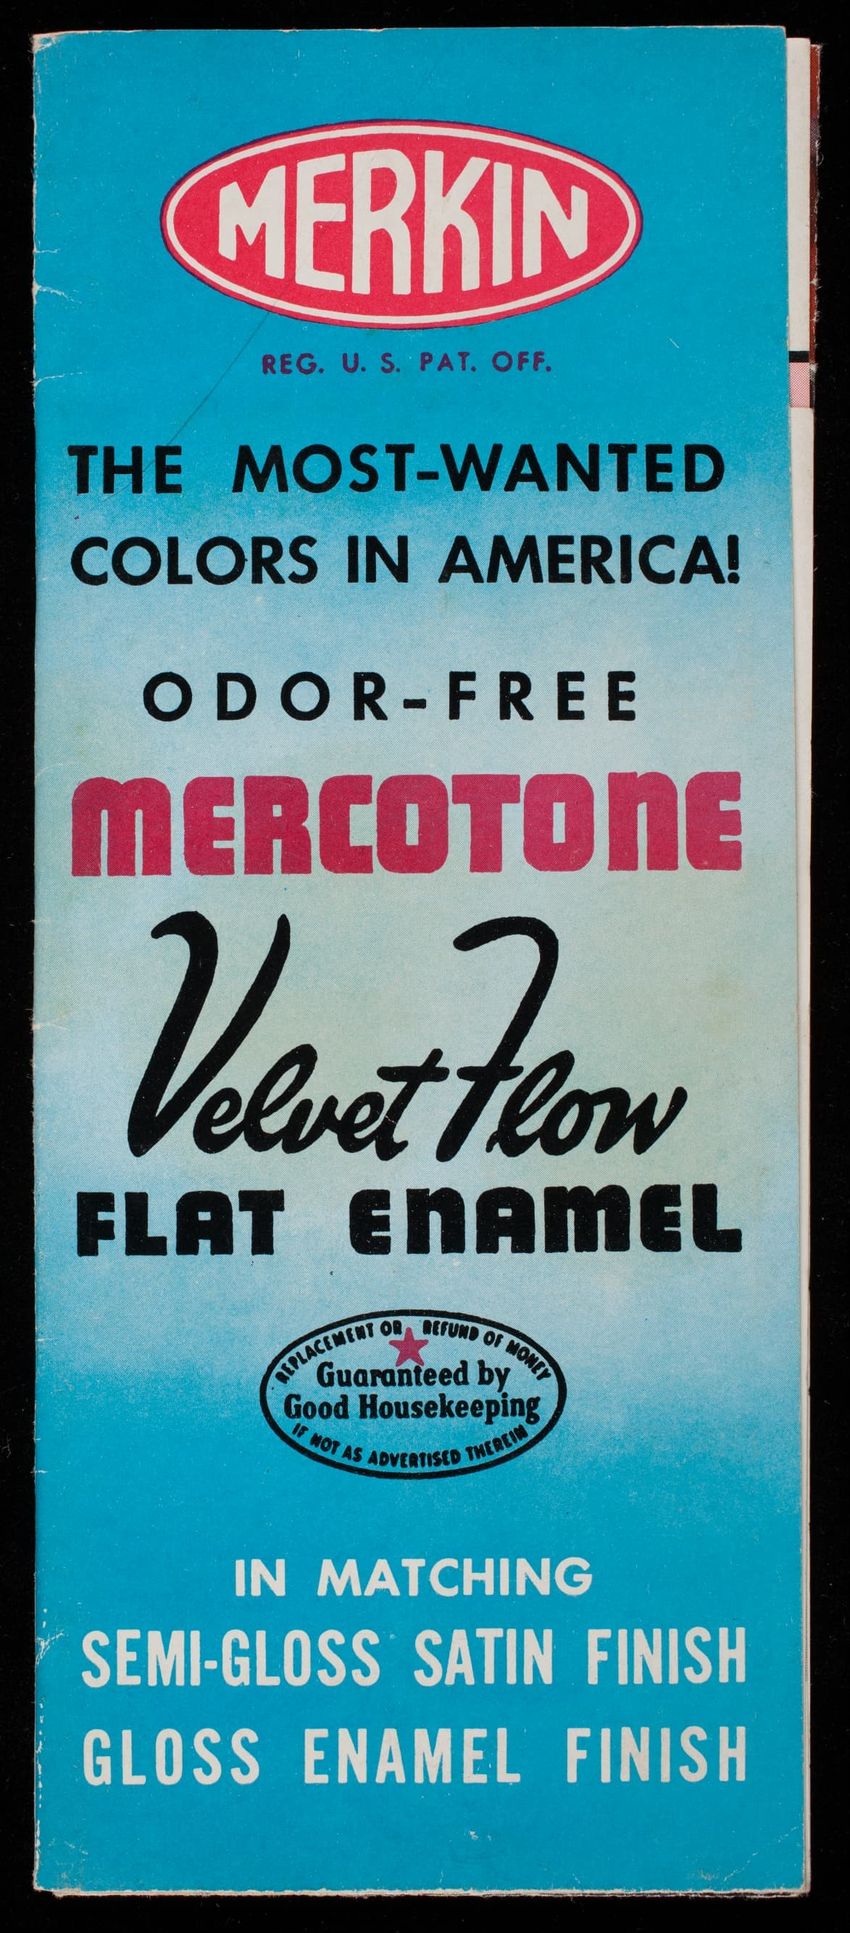 MERKIN
REG. U. S. PAT. OFF.
THE MOST-WANTED
COLORS IN AMERICA!
ODOR-FREE
MERCOTONE
Velvet Flow
FLAT ENAMEL
REPLACEMENT OR REFUND OF MONEY
Guaranteed by
Good Housekeeping
IF NOT AS ADVERTISED THEREIN
IN MATCHING
SEMI-GLOSS SATIN FINISH
GLOSS ENAMEL FINISH